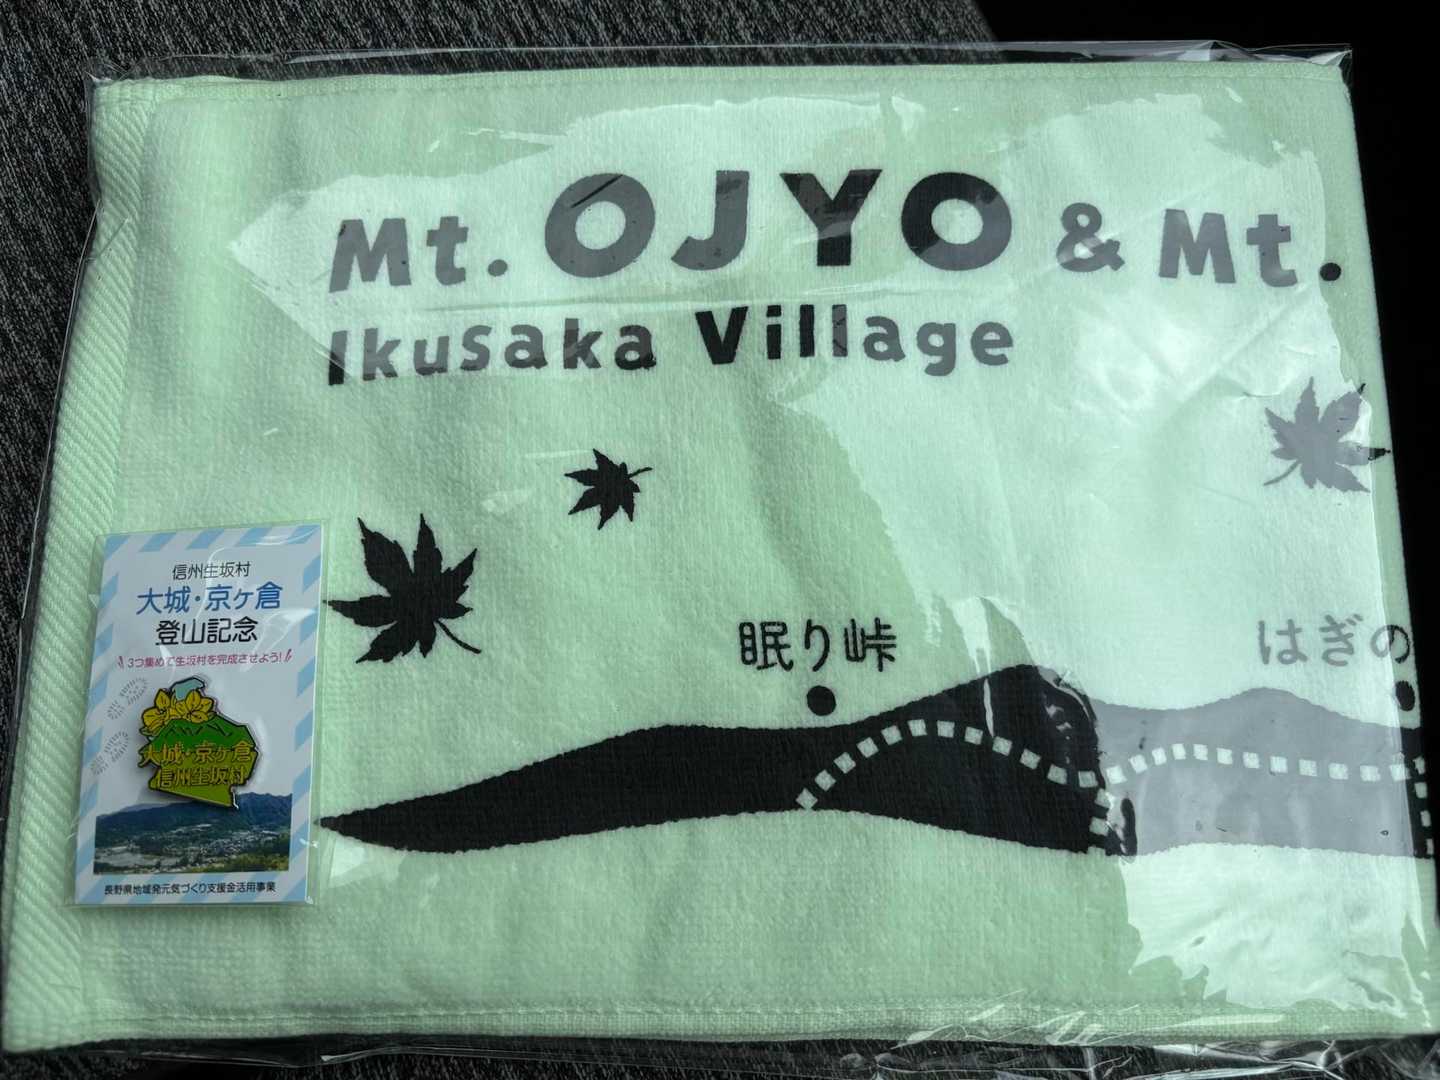 Mt. OJYO & Mt.
Ikusaka Village
眠り峠
はぎの
信州生坂村
大城・京ヶ倉
登山記念
3つ集めて生坂村を完成させよう!
大城・京ヶ倉
信州生坂村
長野県地域発元気づくり支援金活用事業